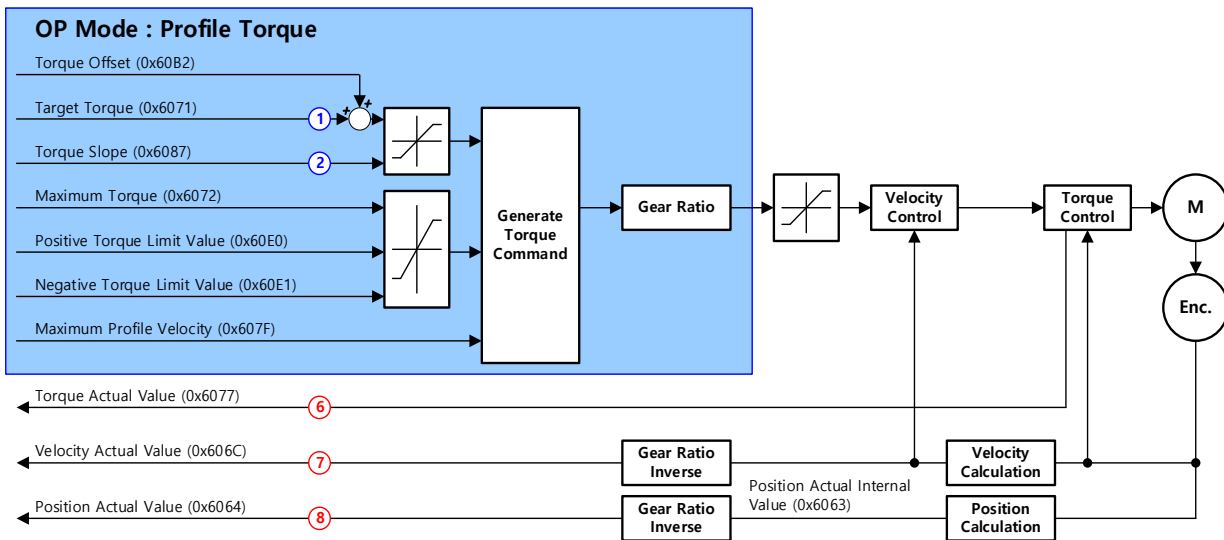 OP Mode : Profile Torque
Torque Offset (0x60B2)
+
+
Target Torque (0x6071)
1
Torque Slope (0x6087)
2
Maximum Torque (0x6072)
Positive Torque Limit Value (0x60E0)
Negative Torque Limit Value (0x60E1)
Maximum Profile Velocity (0x607F)
Generate
Torque
Command
Gear Ratio
Velocity
Control
Torque
Control
M
Enc.
Torque Actual Value (0x6077)
6
Velocity Actual Value (0x606C)
7
Gear Ratio
Inverse
Velocity
Calculation
Position Actual Value (0x6064)
8
Gear Ratio
Inverse
Position Actual Internal
Value (0x6063)
Position
Calculation